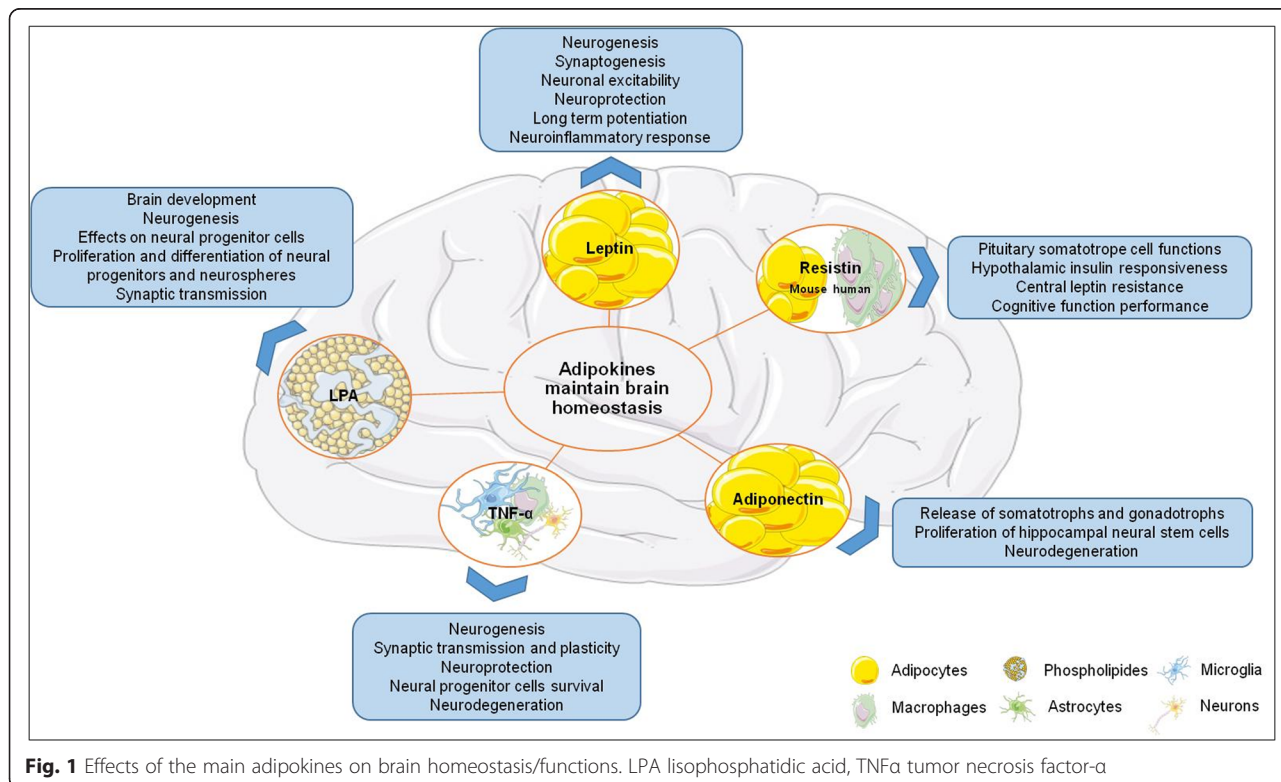 Neurogenesis
Synaptogenesis
Neuronal excitability
Neuroprotection
Long term potentiation
Neuroinflammatory response
Brain development
Neurogenesis
Effects on neural progenitor cells
Proliferation and differentiation of neural
progenitors and neurospheres
Synaptic transmission
Leptin
Resistin
Mouse human
Pituitary somatotrope cell functions
Hypothalamic insulin responsiveness
Central leptin resistance
Cognitive function performance
LPA
Adipokines
maintain brain
homeostasis
TNF-α
Adiponectin
Release of somatotrophs and gonadotrophs
Proliferation of hippocampal neural stem cells
Neurodegeneration
Neurogenesis
Synaptic transmission and plasticity
Neuroprotection
Neural progenitor cells survival
Neurodegeneration
Adipocytes
Phospholipides
Microglia
Macrophages
Astrocytes
Neurons
Fig. 1 Effects of the main adipokines on brain homeostasis/functions. LPA lisophosphatidic acid, TNFα tumor necrosis factor-α